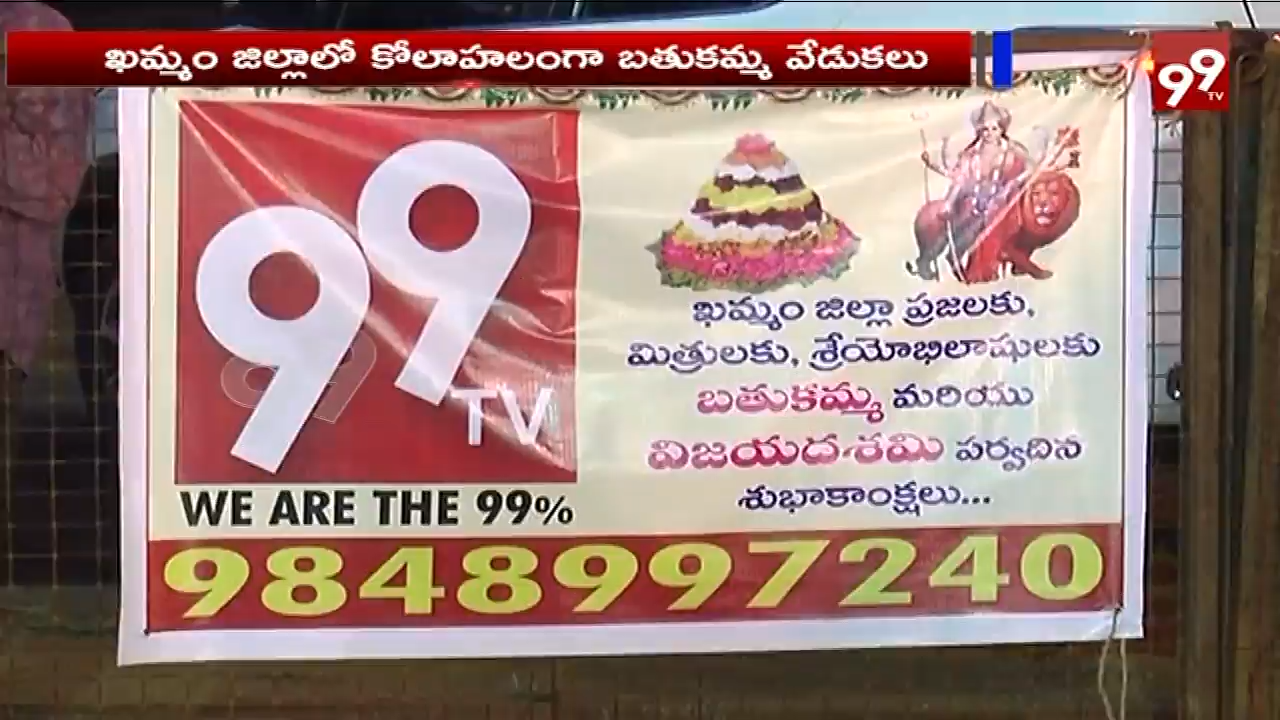 ఖమ్మం జిల్లాలో కోలాహలంగా బతుకమ్మ వేడుకలు
99
TV
99
TV
WE ARE THE 99%
ఖమ్మం జిల్లా ప్రజలకు,
మిత్రులకు, శ్రేయోభిలాషులకు
బతుకమ్మ మరియు
విజయదశమి పర్వదిన
శుభాకాంక్షలు...
9848997240